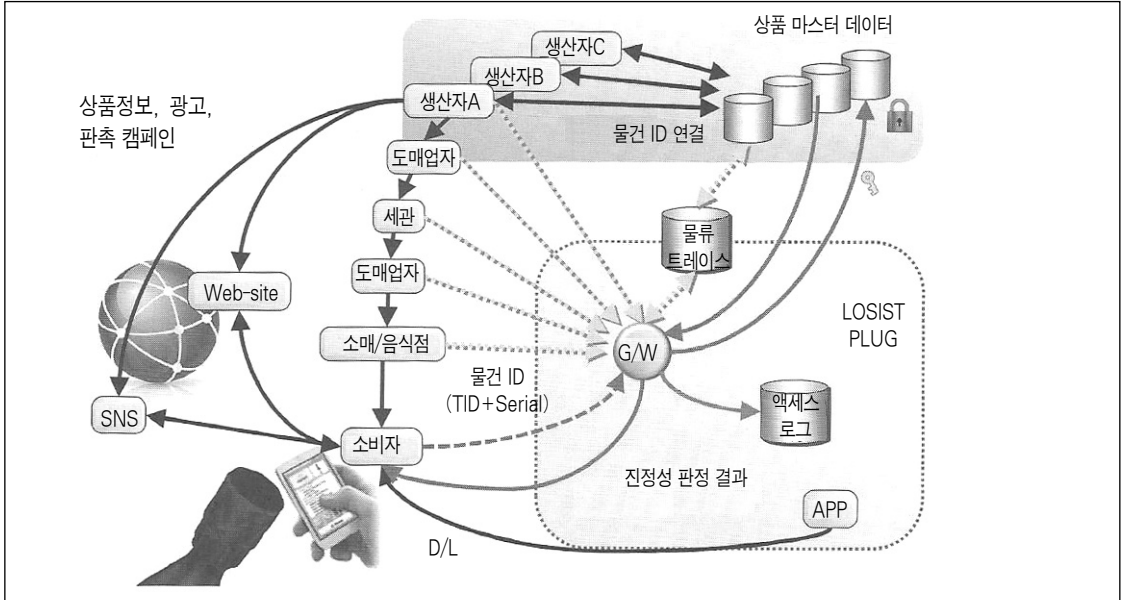 상품 마스터 데이터
생산자C
생산자B
생산자A
상품정보, 광고,
판촉 캠페인
물건 ID 연결
도매업자
세관
물류
트레이스
도매업자
Web-site
LOSIST
PLUG
소매/음식점
G/W
물건 ID
(TID+Serial)
액세스
로그
SNS
소비자
진정성 판정 결과
APP
D/L